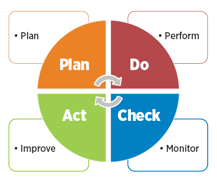 • Plan
• Perform
Plan
Do
Act
Check
• Improve
• Monitor